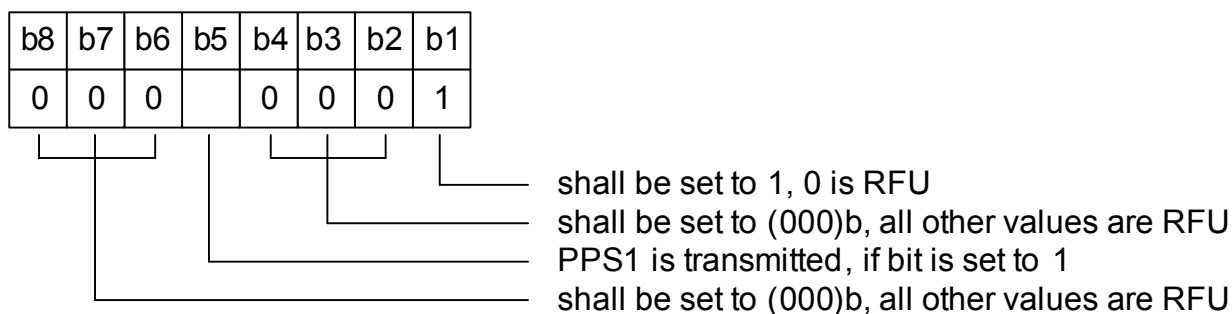 b8 b7 b6 b5 b4 b3 b2 b1
0 0 0 0 0 0 1
shall be set to 1, 0 is RFU
shall be set to (000)b, all other values are RFU
PPS1 is transmitted, if bit is set to 1
shall be set to (000)b, all other values are RFU